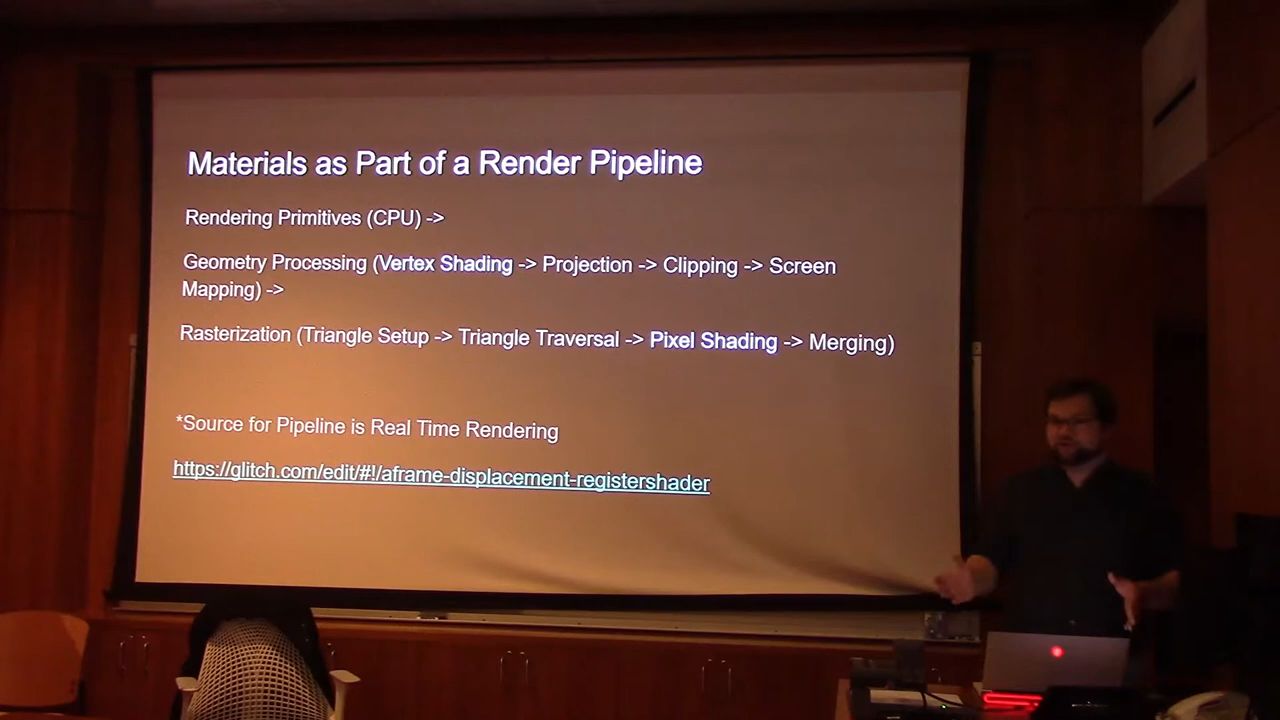 Materials as Part of a Render Pipeline
Rendering Primitives (CPU) ->
Geometry Processing (Vertex Shading -> Projection -> Clipping -> Screen
Mapping) ->
Rasterization (Triangle Setup -> Triangle Traversal -> Pixel Shading -> Merging)
*Source for Pipeline is Real Time Rendering
https://glitch.com/edit/#!/aframe-displacement-registershader